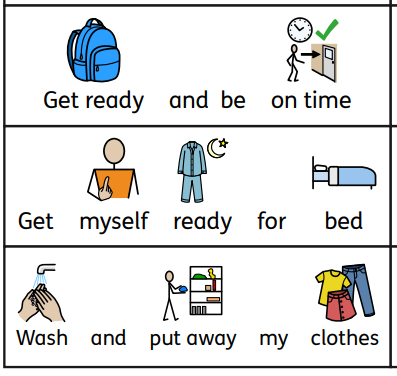 Get ready and be on time
Get myself ready for bed
Wash and put away my clothes